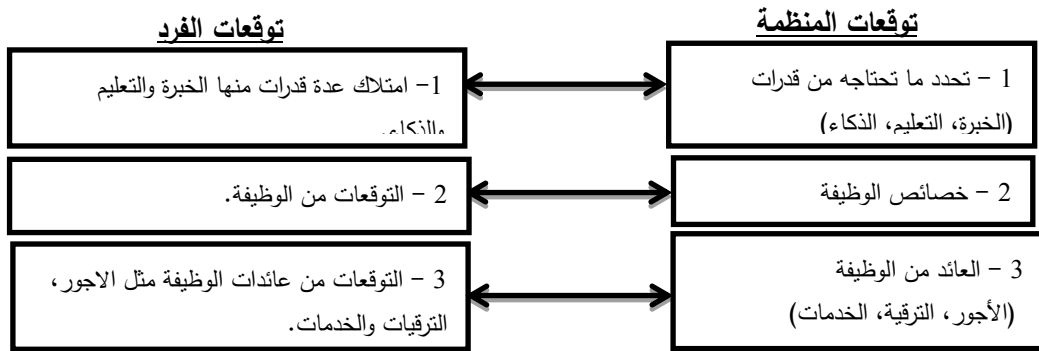 توقعات المنظمة
توقعات الفرد
1 - تحدد ما تحتاجه من قدرات
(الخبرة، التعليم، الذكاء)
1- امتلاك عدة قدرات منها الخبرة والتعليم
والذكاء.
2 - خصائص الوظيفة
2 - التوقعات من الوظيفة.
3 - العائد من الوظيفة
(الأجور، الترقية، الخدمات)
3 - التوقعات من عائدات الوظيفة مثل الاجور،
الترقيات والخدمات.